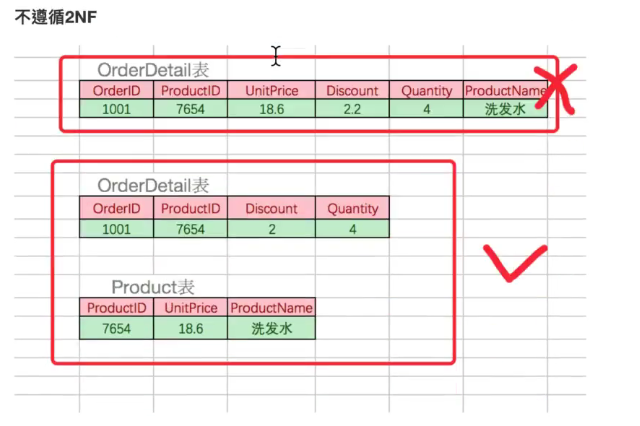 不遵循2NF
OrderDetail表
OrderID ProductID UnitPrice Discount Quantity ProductName
1001 7654 18.6 2.2 4 洗发水
OrderDetail表
OrderID ProductID Discount Quantity
1001 7654 2 4
Product表
ProductID UnitPrice ProductName
7654 18.6 洗发水